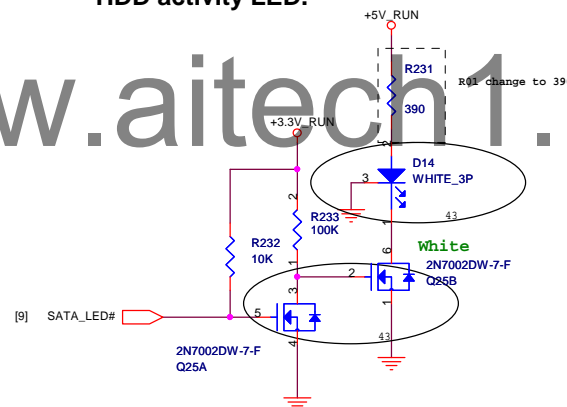 HDD activity LED:
+5V_RUN
R231
390
R01 change to 39
w.aitech1.
+3.3V_RUN
2
2
D14
WHITE_3P
3
43
1
R233
100K
R232
10K
1
White
6
2N7002DW-7-F
Q25B
2
3
1
[9] SATA_LED#
5
43
4
2N7002DW-7-F
Q25A